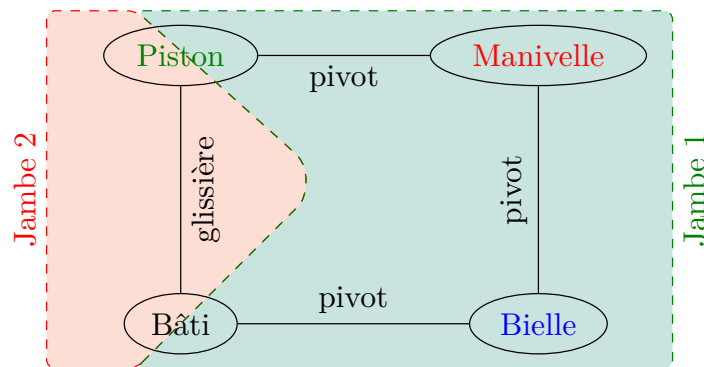 Piston
pivot
Manivelle
Jambe 2
glissière
pivot
Jambe 1
Bâti
pivot
Bielle